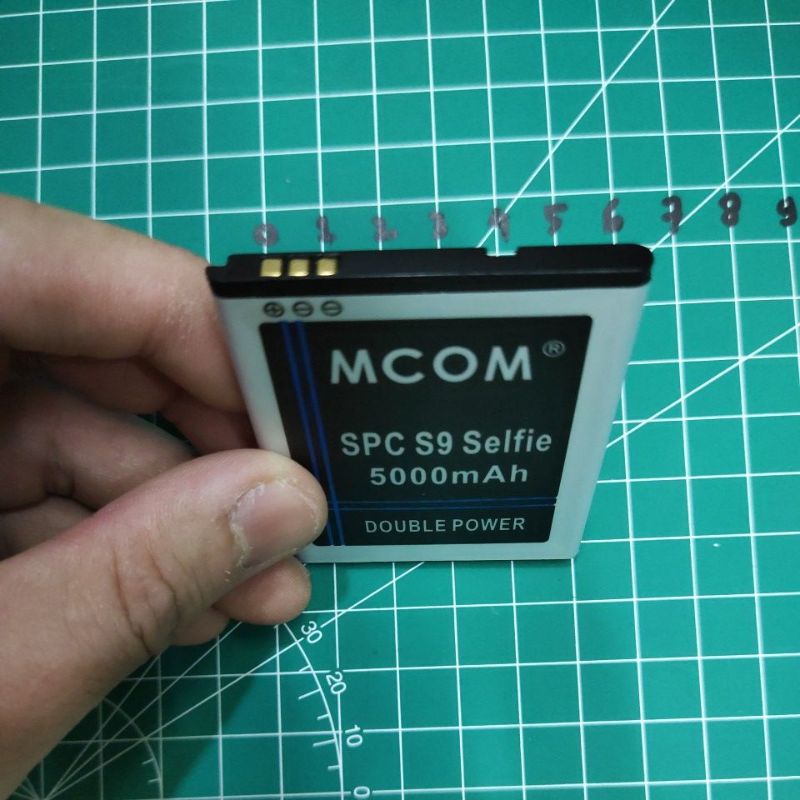 0 1 2 3 4 5 6 7 8 9
⊕ ⊖ ⊖
MCOM®
SPC S9 Selfie
5000mAh
DOUBLE POWER
30
20
10
0